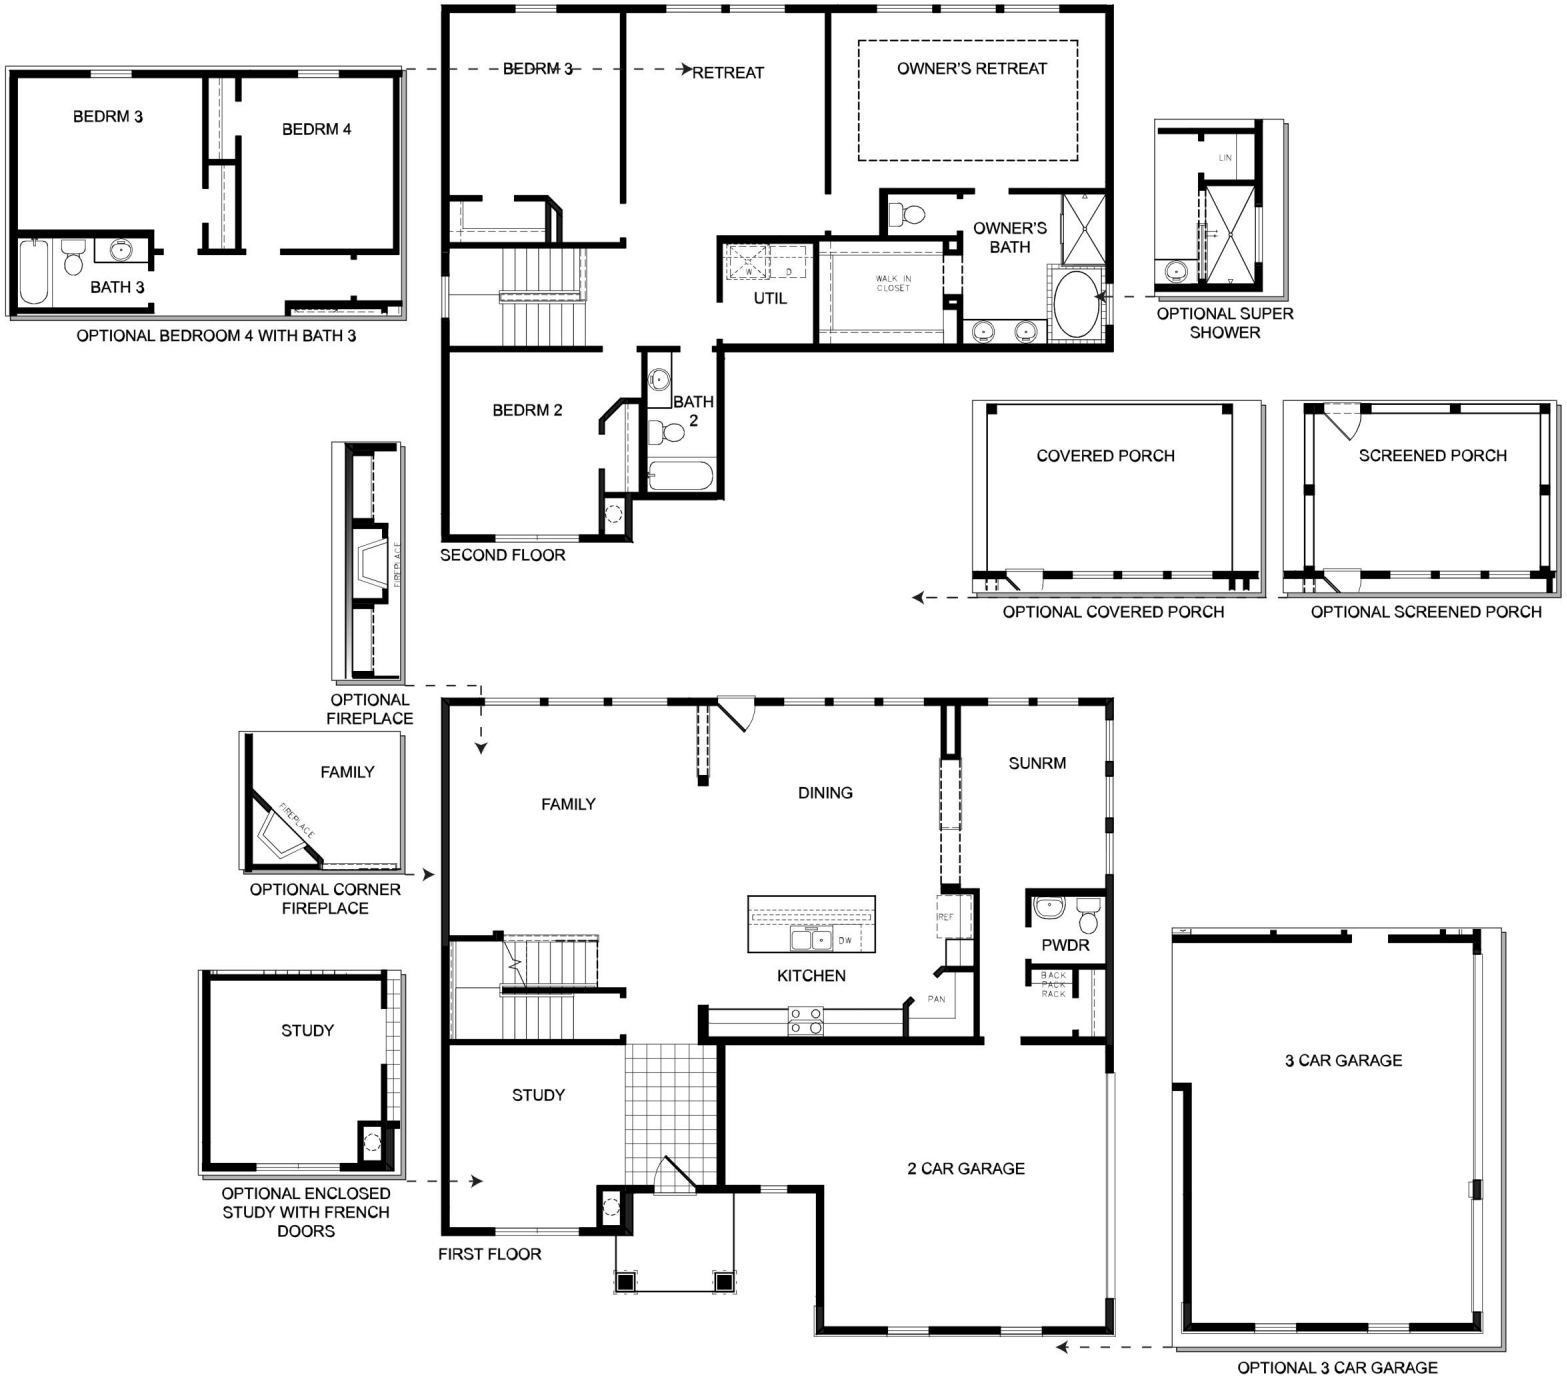 BEDRM 3
RETREAT
OWNER'S RETREAT
BEDRM 3
BEDRM 4
BATH 3
OPTIONAL BEDROOM 4 WITH BATH 3
OWNER'S
BATH
W
D
UTIL
WALK IN
CLOSET
LIN
OPTIONAL SUPER
SHOWER
BEDRM 2
BATH
2
SECOND FLOOR
COVERED PORCH
OPTIONAL COVERED PORCH
SCREENED PORCH
OPTIONAL SCREENED PORCH
FIREPLACE
OPTIONAL
FIREPLACE
FAMILY
FIREPLACE
OPTIONAL CORNER
FIREPLACE
FAMILY
DINING
SUNRM
REF
DW
KITCHEN
PAN
PWDR
BACK
PACK
RACK
STUDY
OPTIONAL ENCLOSED
STUDY WITH FRENCH
DOORS
STUDY
2 CAR GARAGE
FIRST FLOOR
3 CAR GARAGE
OPTIONAL 3 CAR GARAGE